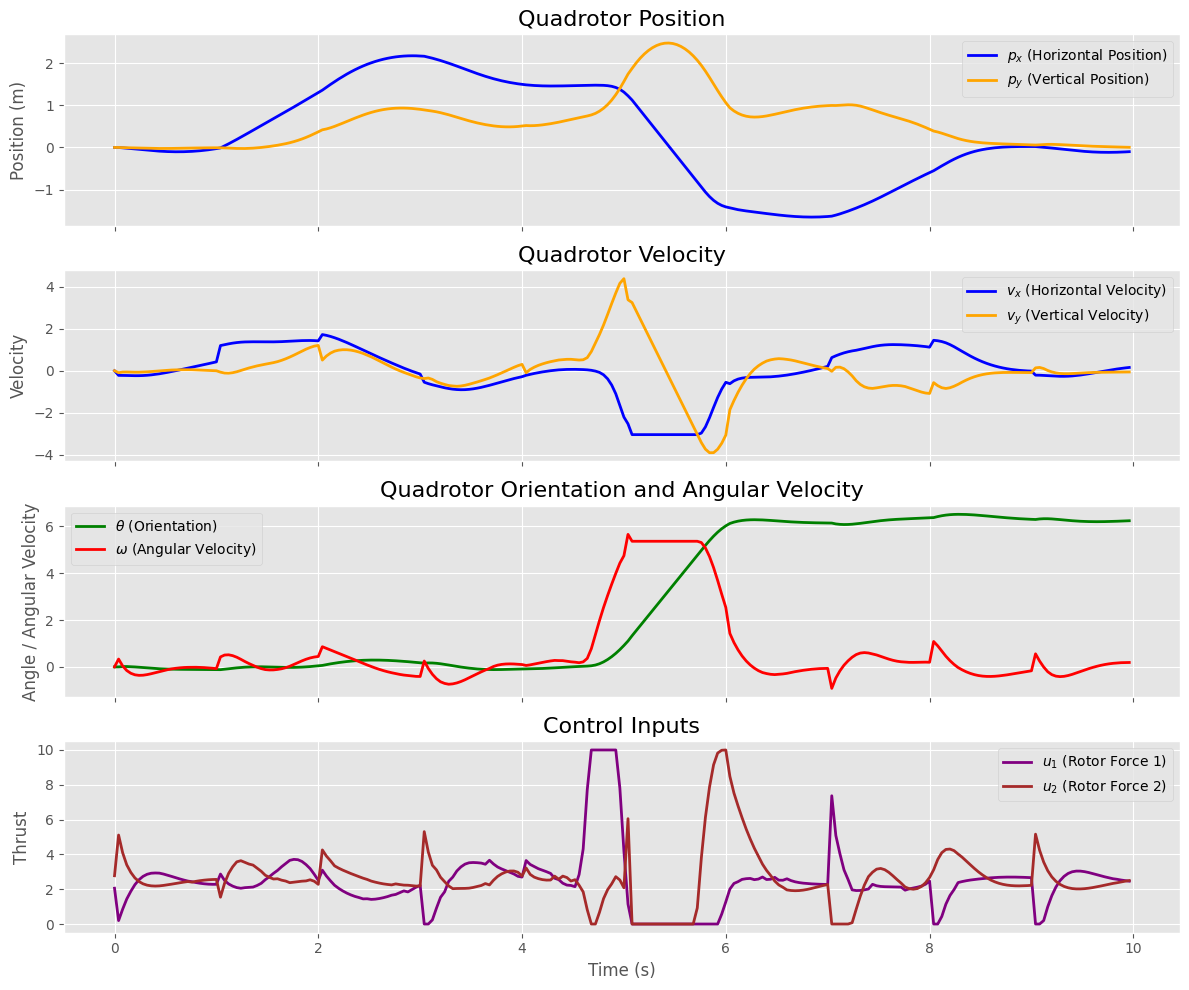 Quadrotor Position
Position (m)
2
1
0
−1
p_x (Horizontal Position)
p_y (Vertical Position)
Quadrotor Velocity
Velocity
4
2
0
−2
−4
v_x (Horizontal Velocity)
v_y (Vertical Velocity)
Quadrotor Orientation and Angular Velocity
Angle / Angular Velocity
6
4
2
0
θ (Orientation)
ω (Angular Velocity)
Control Inputs
Thrust
10
8
6
4
2
0
u_1 (Rotor Force 1)
u_2 (Rotor Force 2)
0 2 4 6 8 10
Time (s)